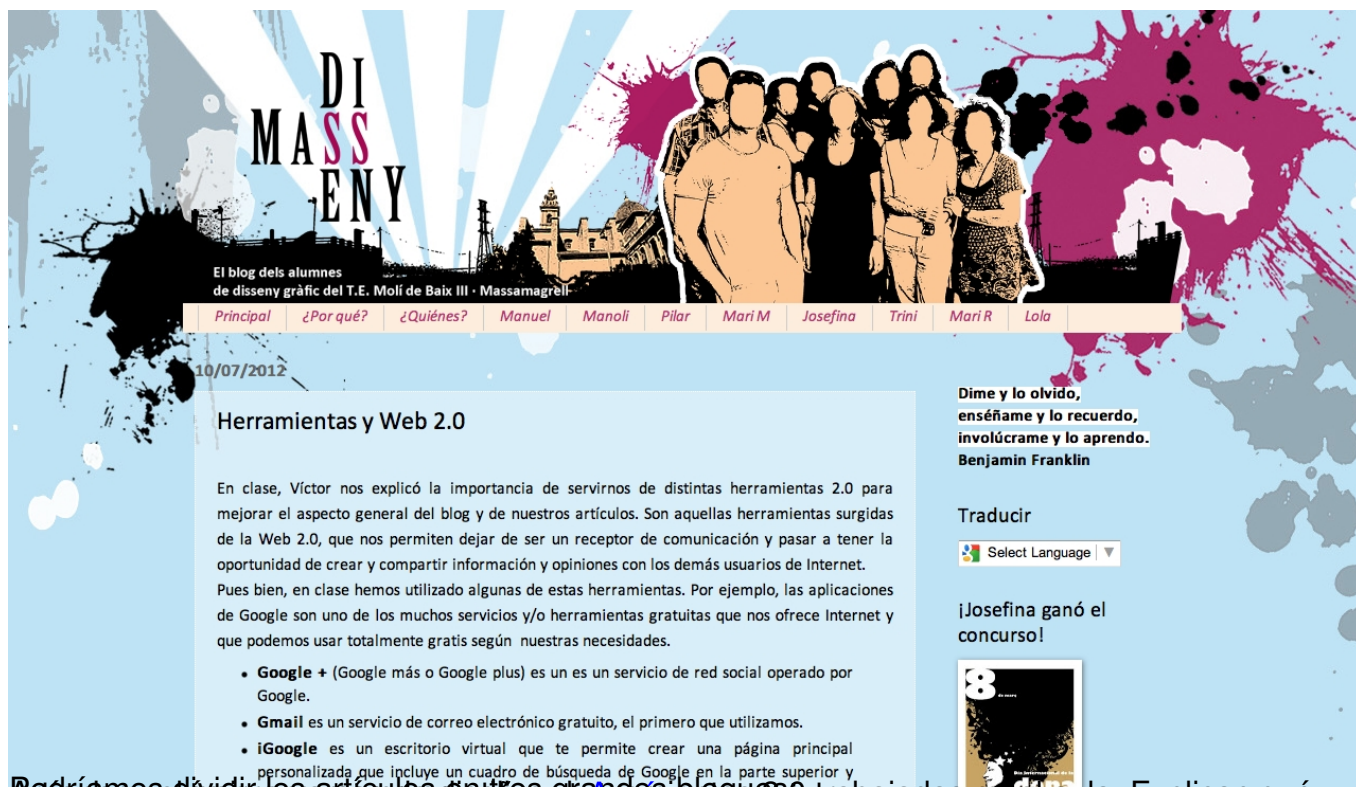 DI
MASS
ENY
El blog dels alumnes
de disseny gràfic del T.E. Molí de Baix III · Massamagrell
Principal ¿Por qué? ¿Quiénes? Manuel Manoli Pilar Mari M Josefina Trini Mari R Lola
10/07/2012
Herramientas y Web 2.0
En clase, Víctor nos explicó la importancia de servirnos de distintas herramientas 2.0 para
mejorar el aspecto general del blog y de nuestros artículos. Son aquellas herramientas surgidas
de la Web 2.0, que nos permiten dejar de ser un receptor de comunicación y pasar a tener la
oportunidad de crear y compartir información y opiniones con los demás usuarios de Internet.
Pues bien, en clase hemos utilizado algunas de estas herramientas. Por ejemplo, las aplicaciones
de Google son uno de los muchos servicios y/o herramientas gratuitas que nos ofrece Internet y
que podemos usar totalmente gratis según nuestras necesidades.
• Google + (Google más o Google plus) es un es un servicio de red social operado por
Google.
• Gmail es un servicio de correo electrónico gratuito, el primero que utilizamos.
• iGoogle es un escritorio virtual que te permite crear una página principal
personalizada que incluye un cuadro de búsqueda de Google en la parte superior y
Dime y lo olvido,
enséñame y lo recuerdo,
involúcrame y lo aprendo.
Benjamin Franklin
Traducir
Select Language ▼
¡Josefina ganó el
concurso!
8